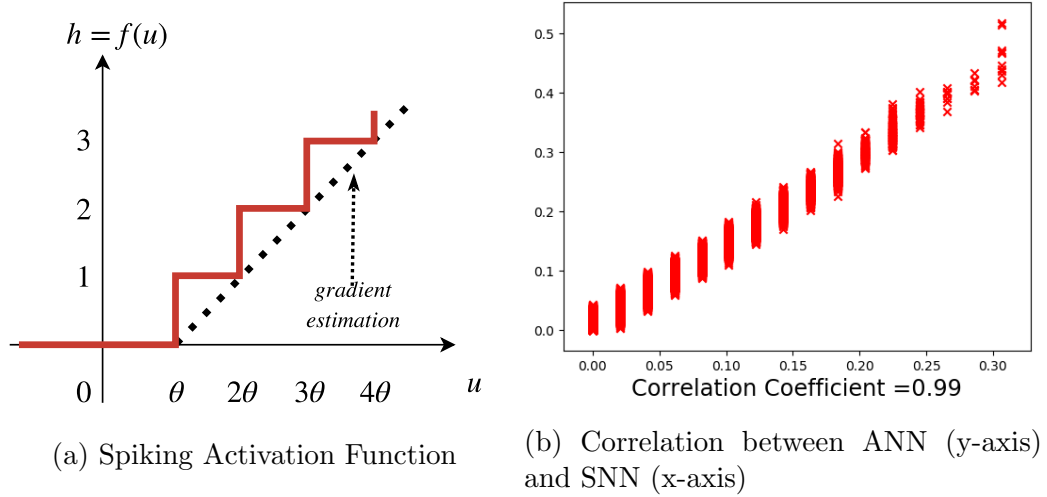 h = f(u)
3
2
1
0
θ
2θ
3θ
4θ
u
gradient
estimation
(a) Spiking Activation Function
0.5
0.4
0.3
0.2
0.1
0.0
0.00
0.05
0.10
0.15
0.20
0.25
0.30
Correlation Coefficient =0.99
(b) Correlation between ANN (y-axis)
and SNN (x-axis)